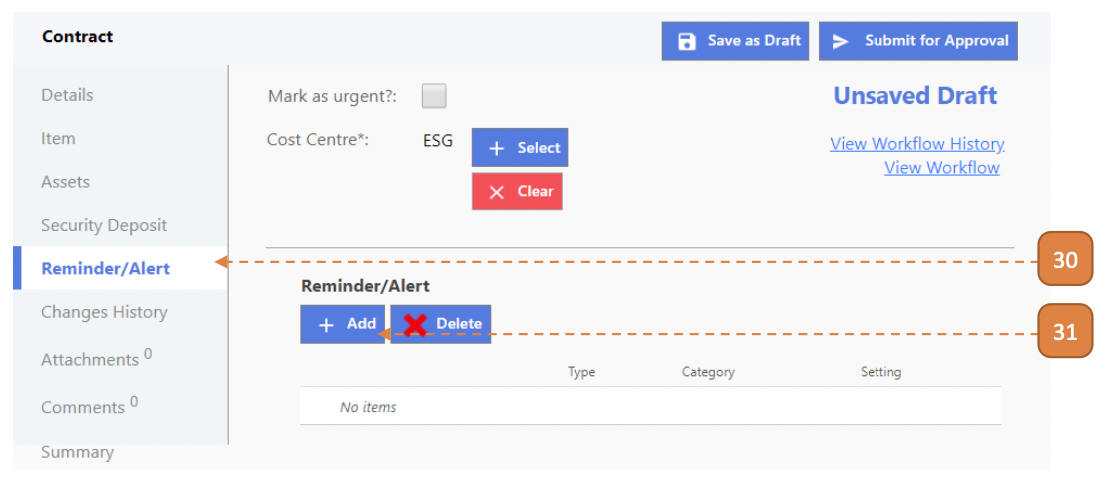 Contract
Save as Draft
Submit for Approval
Details
Item
Assets
Security Deposit
Reminder/Alert
Changes History
Attachments 0
Comments 0
Summary
Mark as urgent?:
Cost Centre*:
ESG
+ Select
× Clear
Unsaved Draft
View Workflow History
View Workflow
30
Reminder/Alert
+ Add
Delete
31
Type Category Setting
No items